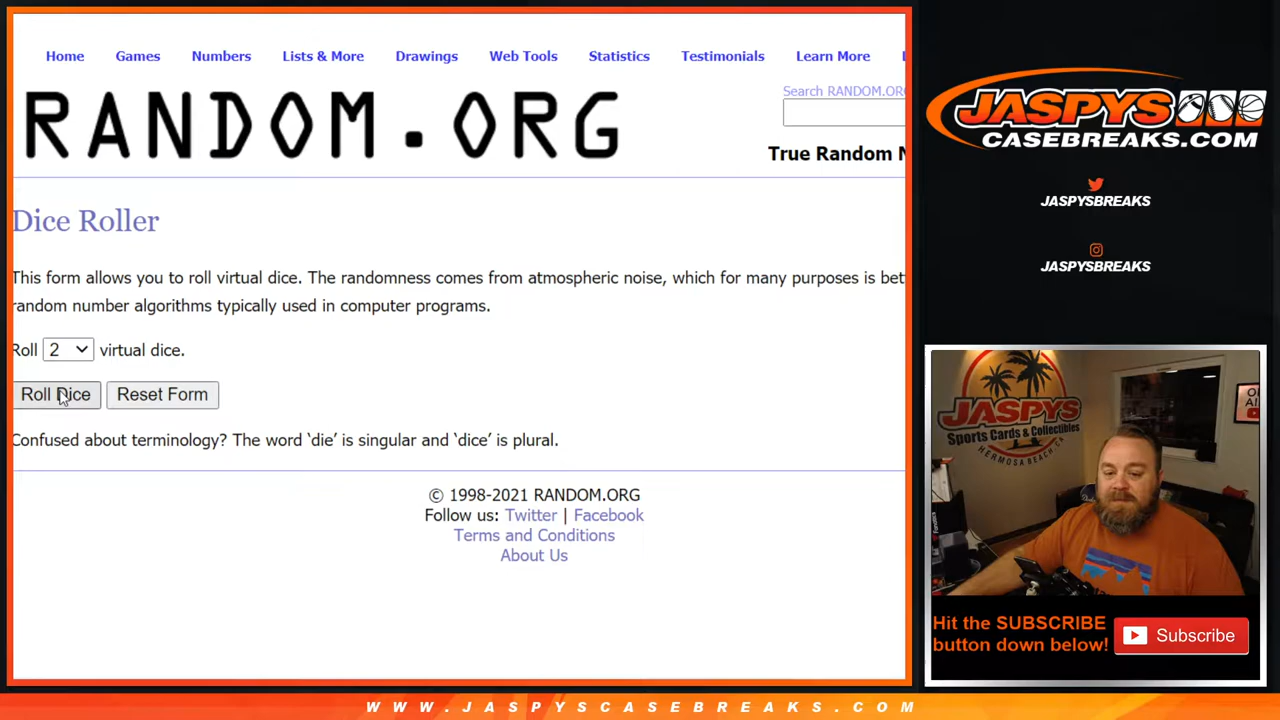 Home Games Numbers Lists & More Drawings Web Tools Statistics Testimonials Learn More
RANDOM.ORG
Search RANDOM.ORG
True Random N
Dice Roller
This form allows you to roll virtual dice. The randomness comes from atmospheric noise, which for many purposes is bet
random number algorithms typically used in computer programs.
Roll 2 virtual dice.
Roll Dice Reset Form
Confused about terminology? The word ‘die’ is singular and ‘dice’ is plural.
© 1998-2021 RANDOM.ORG
Follow us: Twitter | Facebook
Terms and Conditions
About Us
JASPYS
CASEBREAKS.COM
JASPYSBREAKS
JASPYSBREAKS
JASPYS
Sports Cards & Collectibles
HERMOSA BEACH CA
Hit the SUBSCRIBE
button down below!
Subscribe
WWW.JASPYSCASEBREAKS.COM